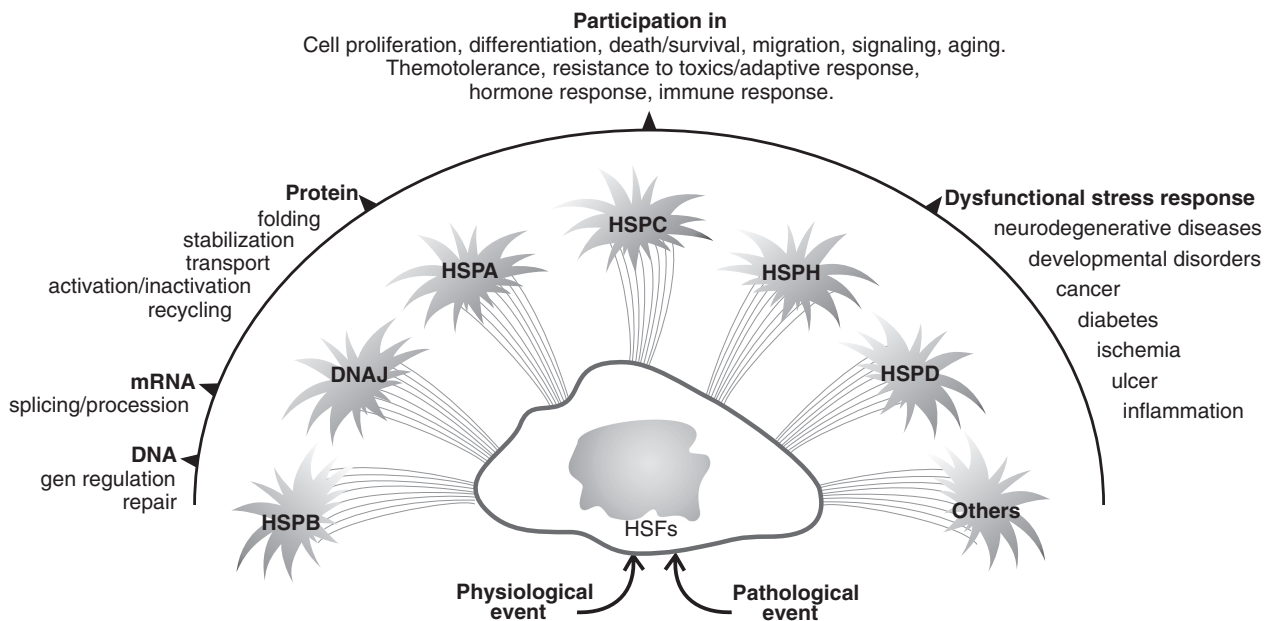 Participation in
Cell proliferation, differentiation, death/survival, migration, signaling, aging.
Themotolerance, resistance to toxics/adaptive response,
hormone response, immune response.
Protein
folding
stabilization
transport
activation/inactivation
recycling
mRNA
splicing/procession
DNA
gen regulation
repair
HSPB
DNAJ
HSPA
HSPC
HSPH
HSPD
Others
Dysfunctional stress response
neurodegenerative diseases
developmental disorders
cancer
diabetes
ischemia
ulcer
inflammation
HSFs
Physiological
event
Pathological
event